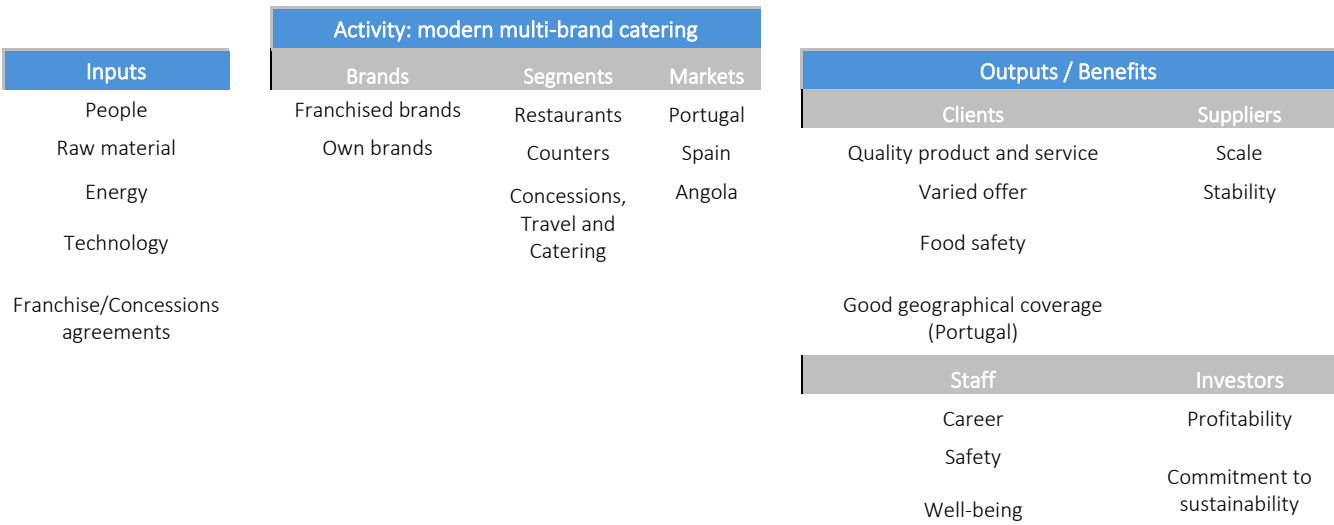 Inputs
People
Raw material
Energy
Technology
Franchise/Concessions
agreements
Activity: modern multi-brand catering
Brands
Franchised brands
Own brands
Segments
Restaurants
Counters
Concessions,
Travel and
Catering
Markets
Portugal
Spain
Angola
Outputs / Benefits
Clients
Quality product and service
Varied offer
Food safety
Good geographical coverage
(Portugal)
Suppliers
Scale
Stability
Staff
Career
Safety
Well-being
Investors
Profitability
Commitment to
sustainability